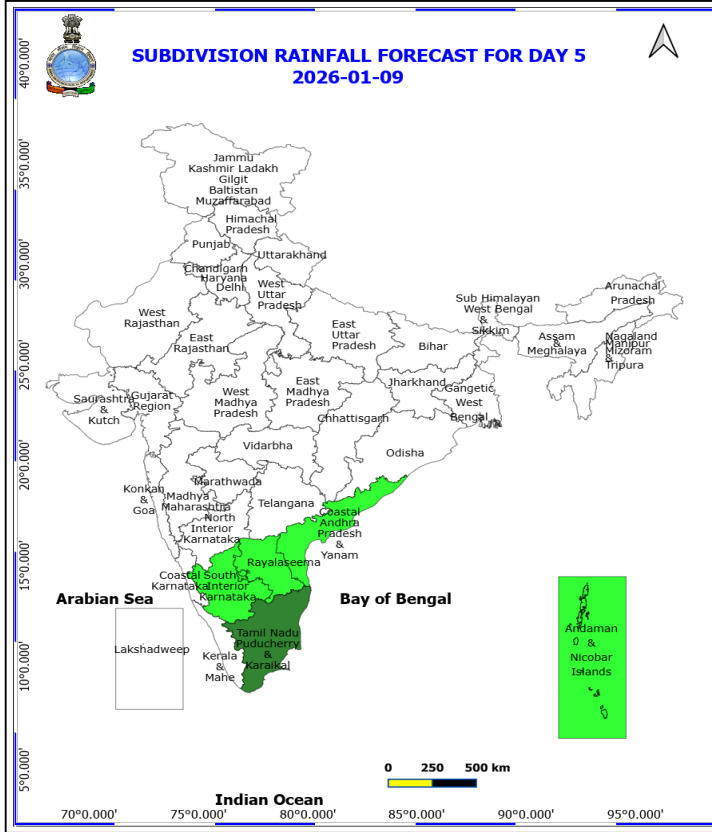 SUBDIVISION RAINFALL FORECAST FOR DAY 5
2026-01-09
40°0.000'
35°0.000'
30°0.000'
25°0.000'
20°0.000'
15°0.000'
10°0.000'
5°0.000'
Jammu
Kashmir Ladakh
Gilgit
Baltistan
Muzaffarabad
Himachal
Pradesh
Punjab
Uttarakhand
Chandigarh
Haryana
Delhi
West
Uttar
Pradesh
West
Rajasthan
East
Rajasthan
East
Uttar
Pradesh
Bihar
Sub Himalayan
West Bengal
&
Sikkim
Arunachal
Pradesh
Assam
&
Meghalaya
Nagaland
Manipur
Mizoram
&
Tripura
Saurashtra
&
Kutch
Gujarat
Region
West
Madhya
Pradesh
East
Madhya
Pradesh
Jharkhand
Gangetic
West
Bengal
Chhattisgarh
Odisha
Vidarbha
Konkan
&
Goa
Marathwada
Madhya
Maharashtra
North
Interior
Karnataka
Telangana
Coastal
Andhra
Pradesh
&
Yanam
Rayalaseema
Coastal
Karnataka
South
Interior
Karnataka
Arabian Sea
Bay of Bengal
Lakshadweep
Kerala
&
Mahe
Tamil Nadu
Puducherry
&
Karaikal
Andaman
&
Nicobar
Islands
0 250 500 km
Indian Ocean
70°0.000' 75°0.000' 80°0.000' 85°0.000' 90°0.000' 95°0.000'